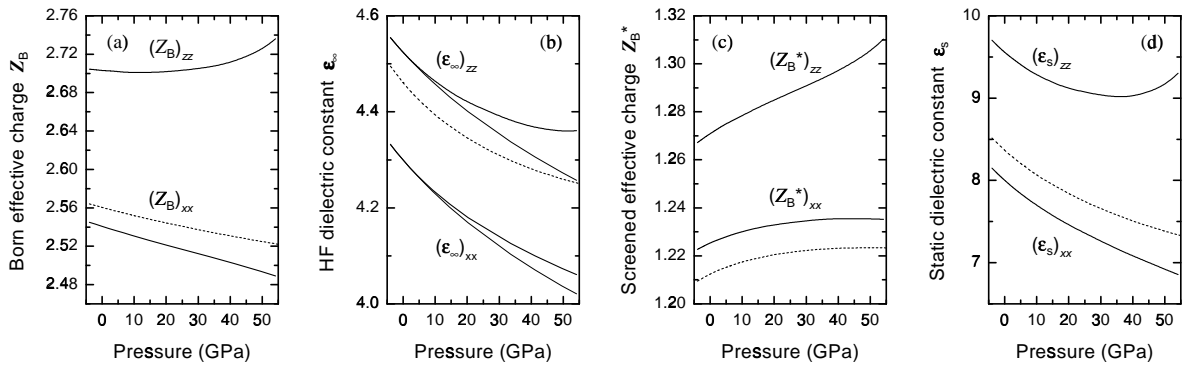 2.76
2.72
2.68
2.64
2.60
2.56
2.52
2.48
Born effective charge Z_B
(a)
(Z_B)_zz
(Z_B)_xx
0 10 20 30 40 50
Pressure (GPa)
4.6
4.4
4.2
4.0
HF dielectric constant ε_∞
(b)
(ε_∞)_zz
(ε_∞)_xx
0 10 20 30 40 50
Pressure (GPa)
1.32
1.30
1.28
1.26
1.24
1.22
1.20
Screened effective charge Z_B*
(c)
(Z_B*)_zz
(Z_B*)_xx
0 10 20 30 40 50
Pressure (GPa)
10
9
8
7
Static dielectric constant ε_s
(d)
(ε_s)_zz
(ε_s)_xx
0 10 20 30 40 50
Pressure (GPa)